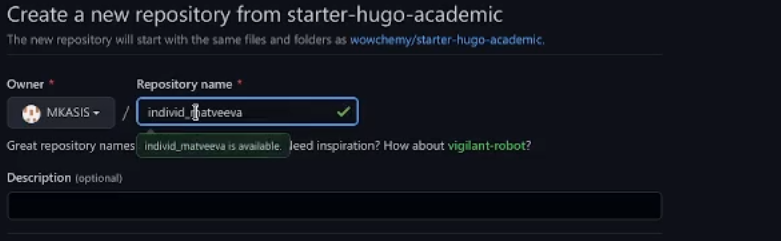 Create a new repository from starter-hugo-academic
The new repository will start with the same files and folders as wowchemy/starter-hugo-academic.
Owner * Repository name *
MKASIS / individ_matveeva
Great repository names individ_matveeva is available. eed inspiration? How about vigilant-robot?
Description (optional)